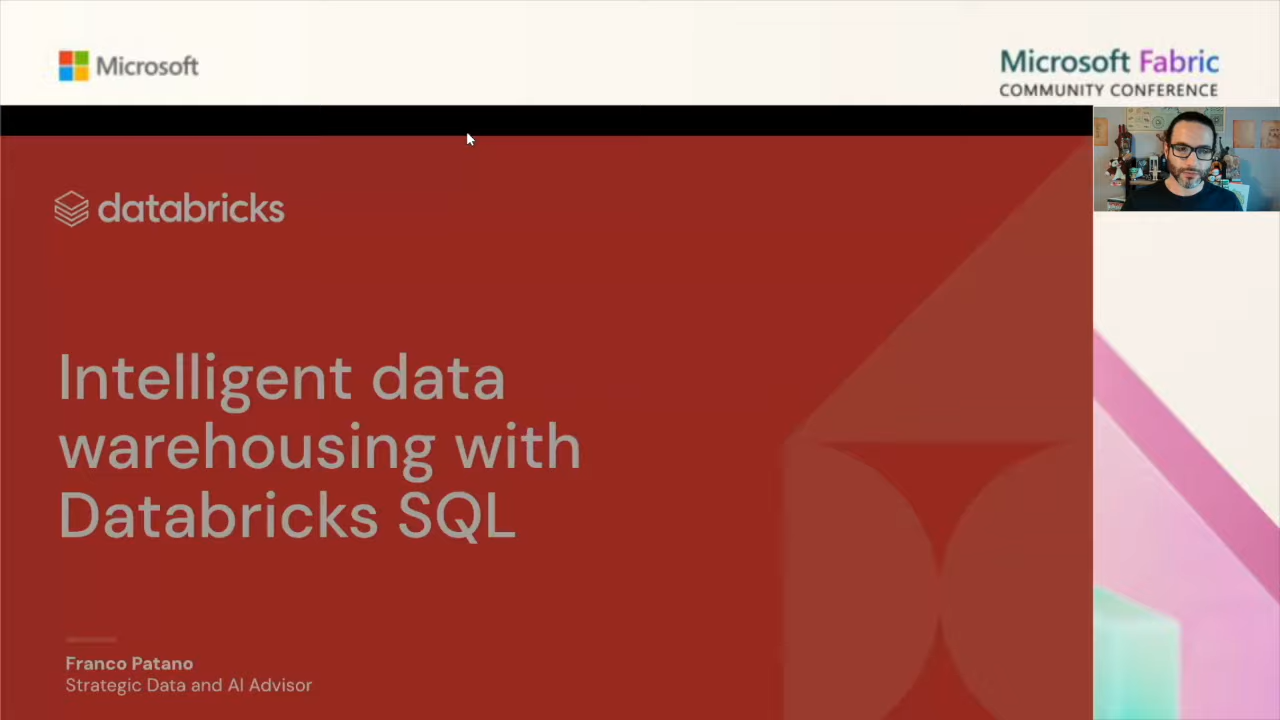 Microsoft
Microsoft Fabric
COMMUNITY CONFERENCE
databricks
Intelligent data
warehousing with
Databricks SQL
Franco Patano
Strategic Data and AI Advisor